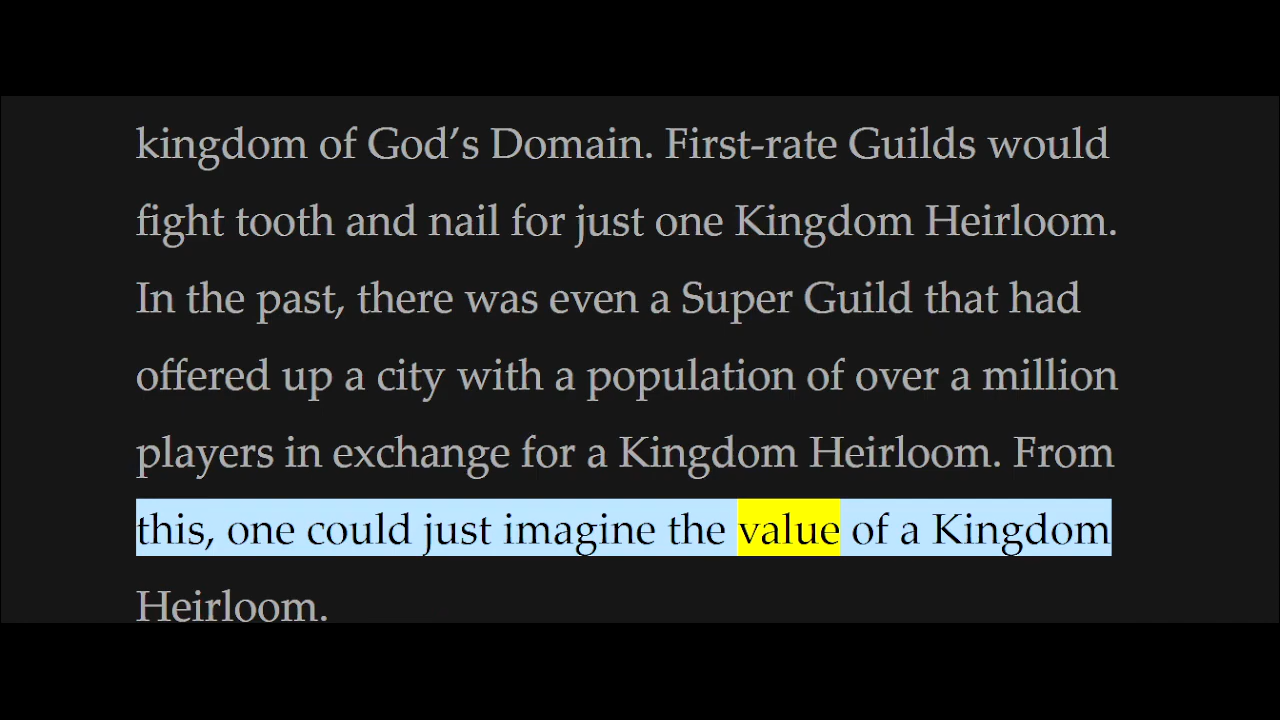 kingdom of God’s Domain. First-rate Guilds would
fight tooth and nail for just one Kingdom Heirloom.
In the past, there was even a Super Guild that had
offered up a city with a population of over a million
players in exchange for a Kingdom Heirloom. From
this, one could just imagine the value of a Kingdom
Heirloom.